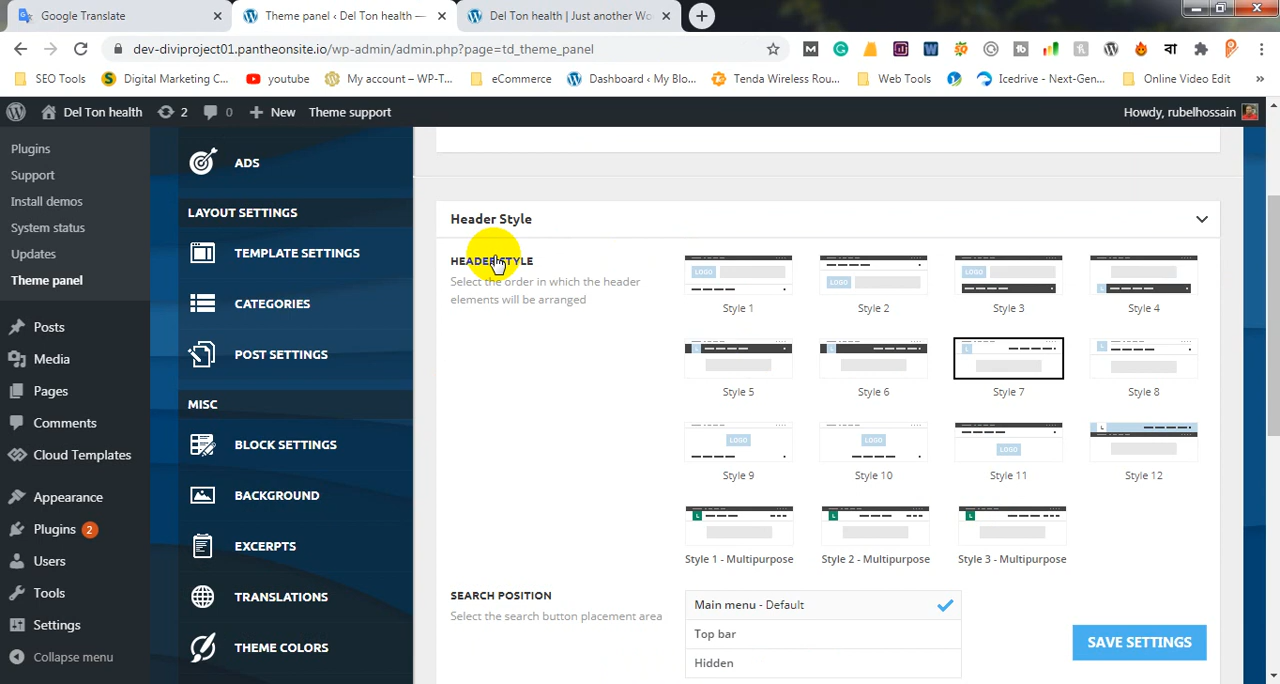 Google Translate
Theme panel ‹ Del Ton health —
Del Ton health | Just another Wo
dev-diviproject01.pantheonsite.io/wp-admin/admin.php?page=td_theme_panel
SEO Tools
Digital Marketing C...
youtube
My account – WP-T...
eCommerce
Dashboard ‹ My Blo...
Tenda Wireless Rou...
Web Tools
Icedrive - Next-Gen...
Online Video Edit
»
Del Ton health
2
0
New
Theme support
Howdy, rubelhossain
Plugins
Support
Install demos
System status
Updates
Theme panel
Posts
Media
Pages
Comments
Cloud Templates
Appearance
Plugins 2
Users
Tools
Settings
Collapse menu
ADS
LAYOUT SETTINGS
TEMPLATE SETTINGS
CATEGORIES
POST SETTINGS
MISC
BLOCK SETTINGS
BACKGROUND
EXCERPTS
TRANSLATIONS
THEME COLORS
Header Style
HEADER STYLE
Select the order in which the header
elements will be arranged
LOGO
LOGO
LOGO
L
Style 1
Style 2
Style 3
Style 4
L
L
L
L
Style 5
Style 6
Style 7
Style 8
LOGO
LOGO
LOGO
L
Style 9
Style 10
Style 11
Style 12
L
L
L
Style 1 - Multipurpose
Style 2 - Multipurpose
Style 3 - Multipurpose
SEARCH POSITION
Select the search button placement area
Main menu - Default
Top bar
Hidden
SAVE SETTINGS